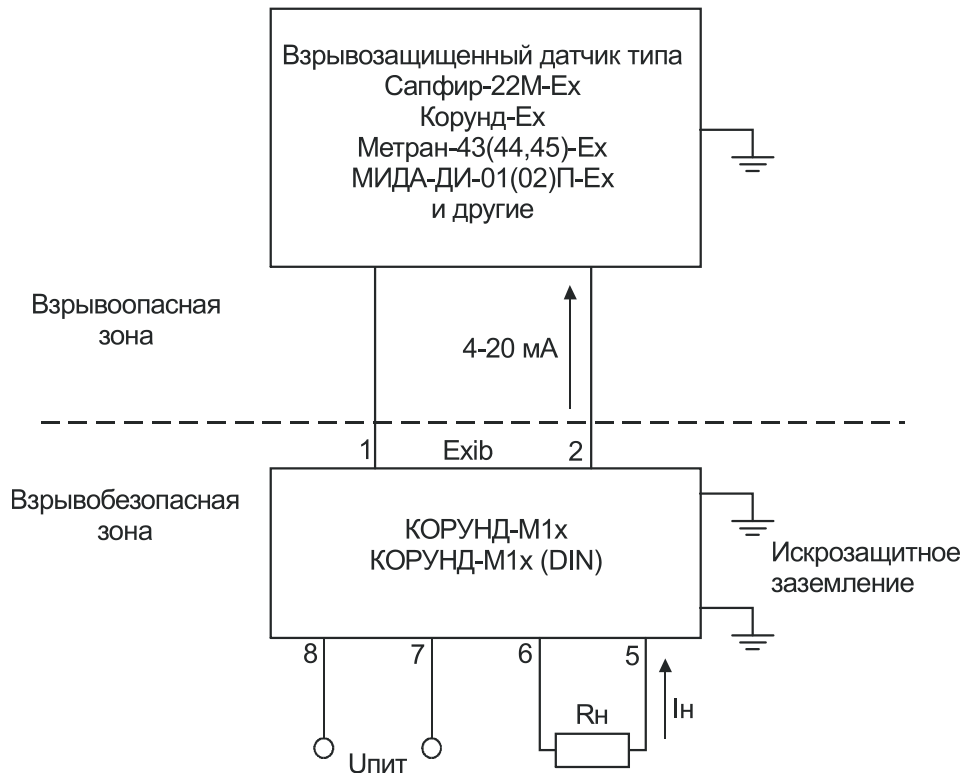 Взрывозащищенный датчик типа
Сапфир-22М-Ex
Корунд-Ex
Метран-43(44,45)-Ex
МИДА-ДИ-01(02)П-Ex
и другие
Взрывоопасная
зона
4-20 мА
1
Exib
2
Взрывобезопасная
зона
КОРУНД-М1х
КОРУНД-М1х (DIN)
Искрозащитное
заземление
8
7
6
5
Rн
Iн
Uпит